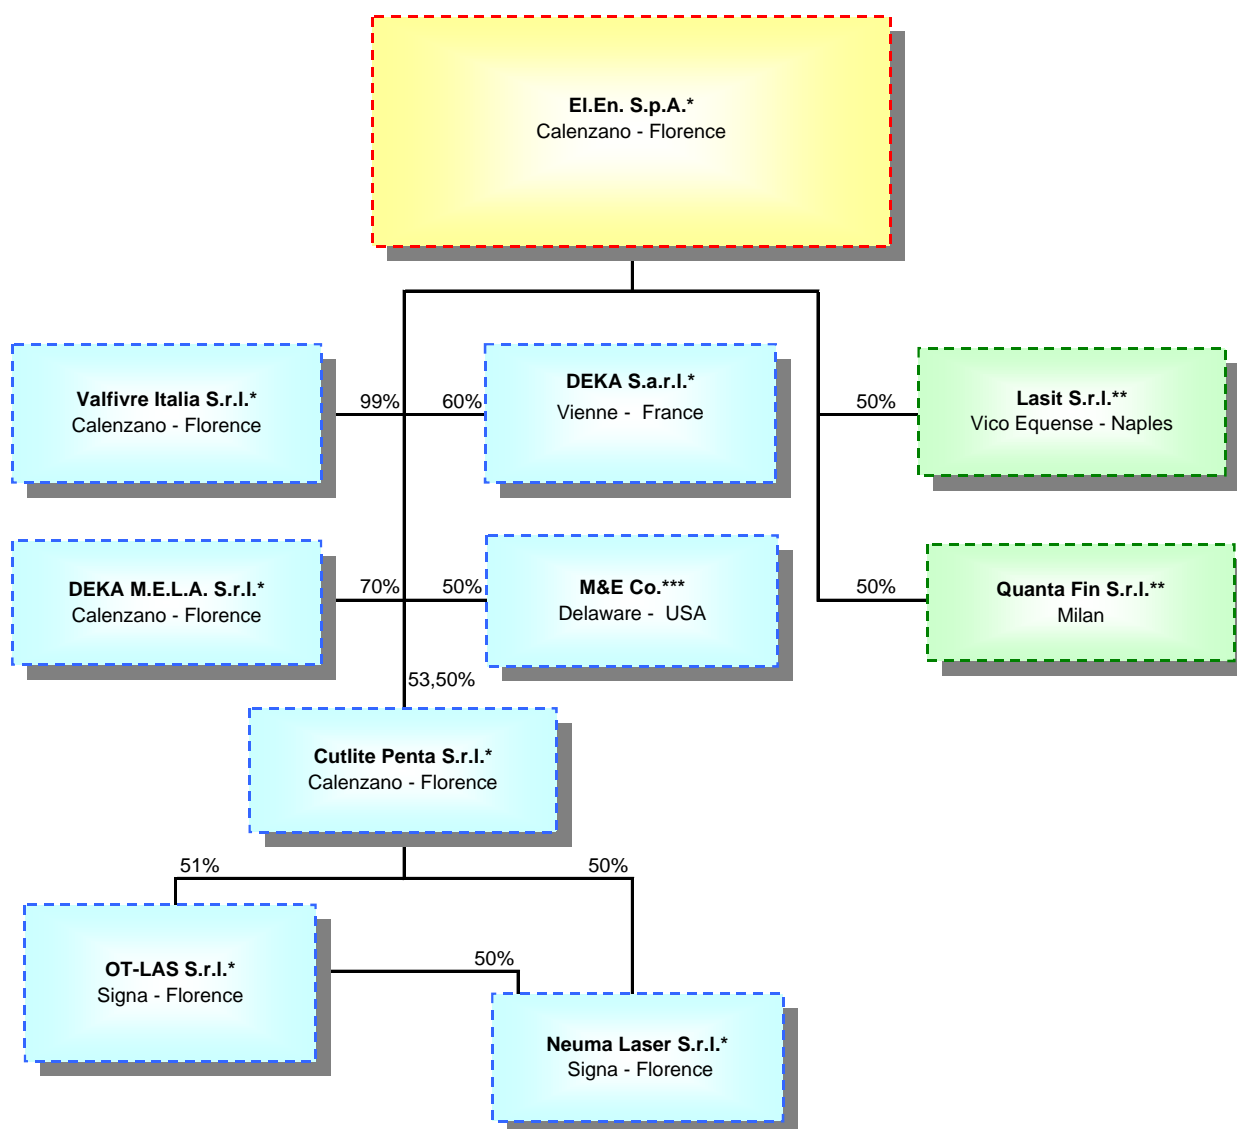 El.En. S.p.A.*
Calenzano - Florence
Valfivre Italia S.r.l.*
Calenzano - Florence
99%
60%
DEKA S.a.r.l.*
Vienne - France
50%
Lasit S.r.l.**
Vico Equense - Naples
DEKA M.E.L.A. S.r.l.*
Calenzano - Florence
70%
50%
M&E Co.***
Delaware - USA
50%
Quanta Fin S.r.l.**
Milan
53,50%
Cutlite Penta S.r.l.*
Calenzano - Florence
51%
50%
OT-LAS S.r.l.*
Signa - Florence
50%
Neuma Laser S.r.l.*
Signa - Florence